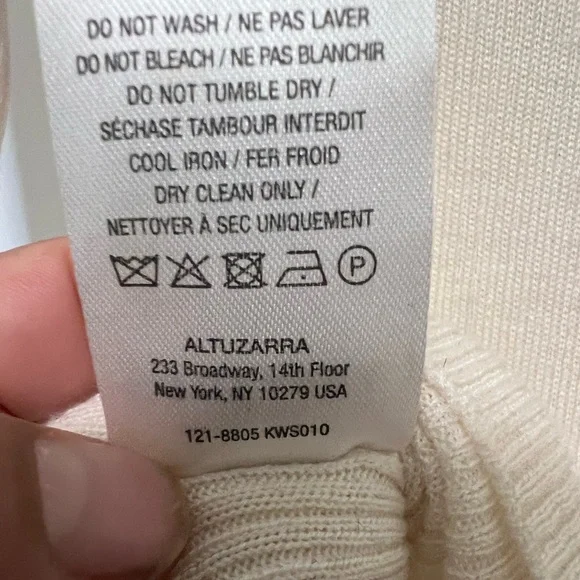 DO NOT WASH / NE PAS LAVER
DO NOT BLEACH / NE PAS BLANCHIR
DO NOT TUMBLE DRY /
SÉCHASE TAMBOUR INTERDIT
COOL IRON / FER FROID
DRY CLEAN ONLY /
NETTOYER À SEC UNIQUEMENT
P
ALTUZARRA
233 Broadway, 14th Floor
New York, NY 10279 USA
121-8805 KWS010